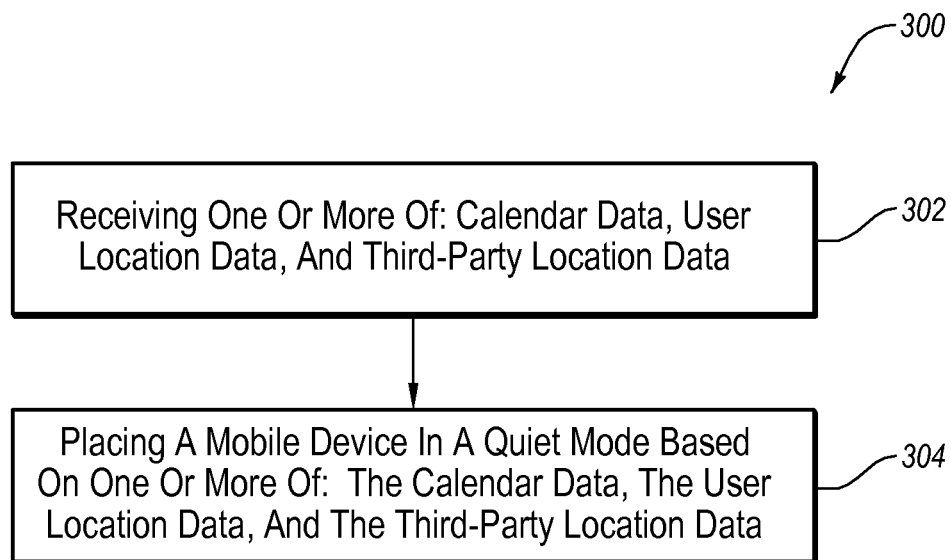 300
Receiving One Or More Of: Calendar Data, User
Location Data, And Third-Party Location Data
302
Placing A Mobile Device In A Quiet Mode Based
On One Or More Of: The Calendar Data, The User
Location Data, And The Third-Party Location Data
304